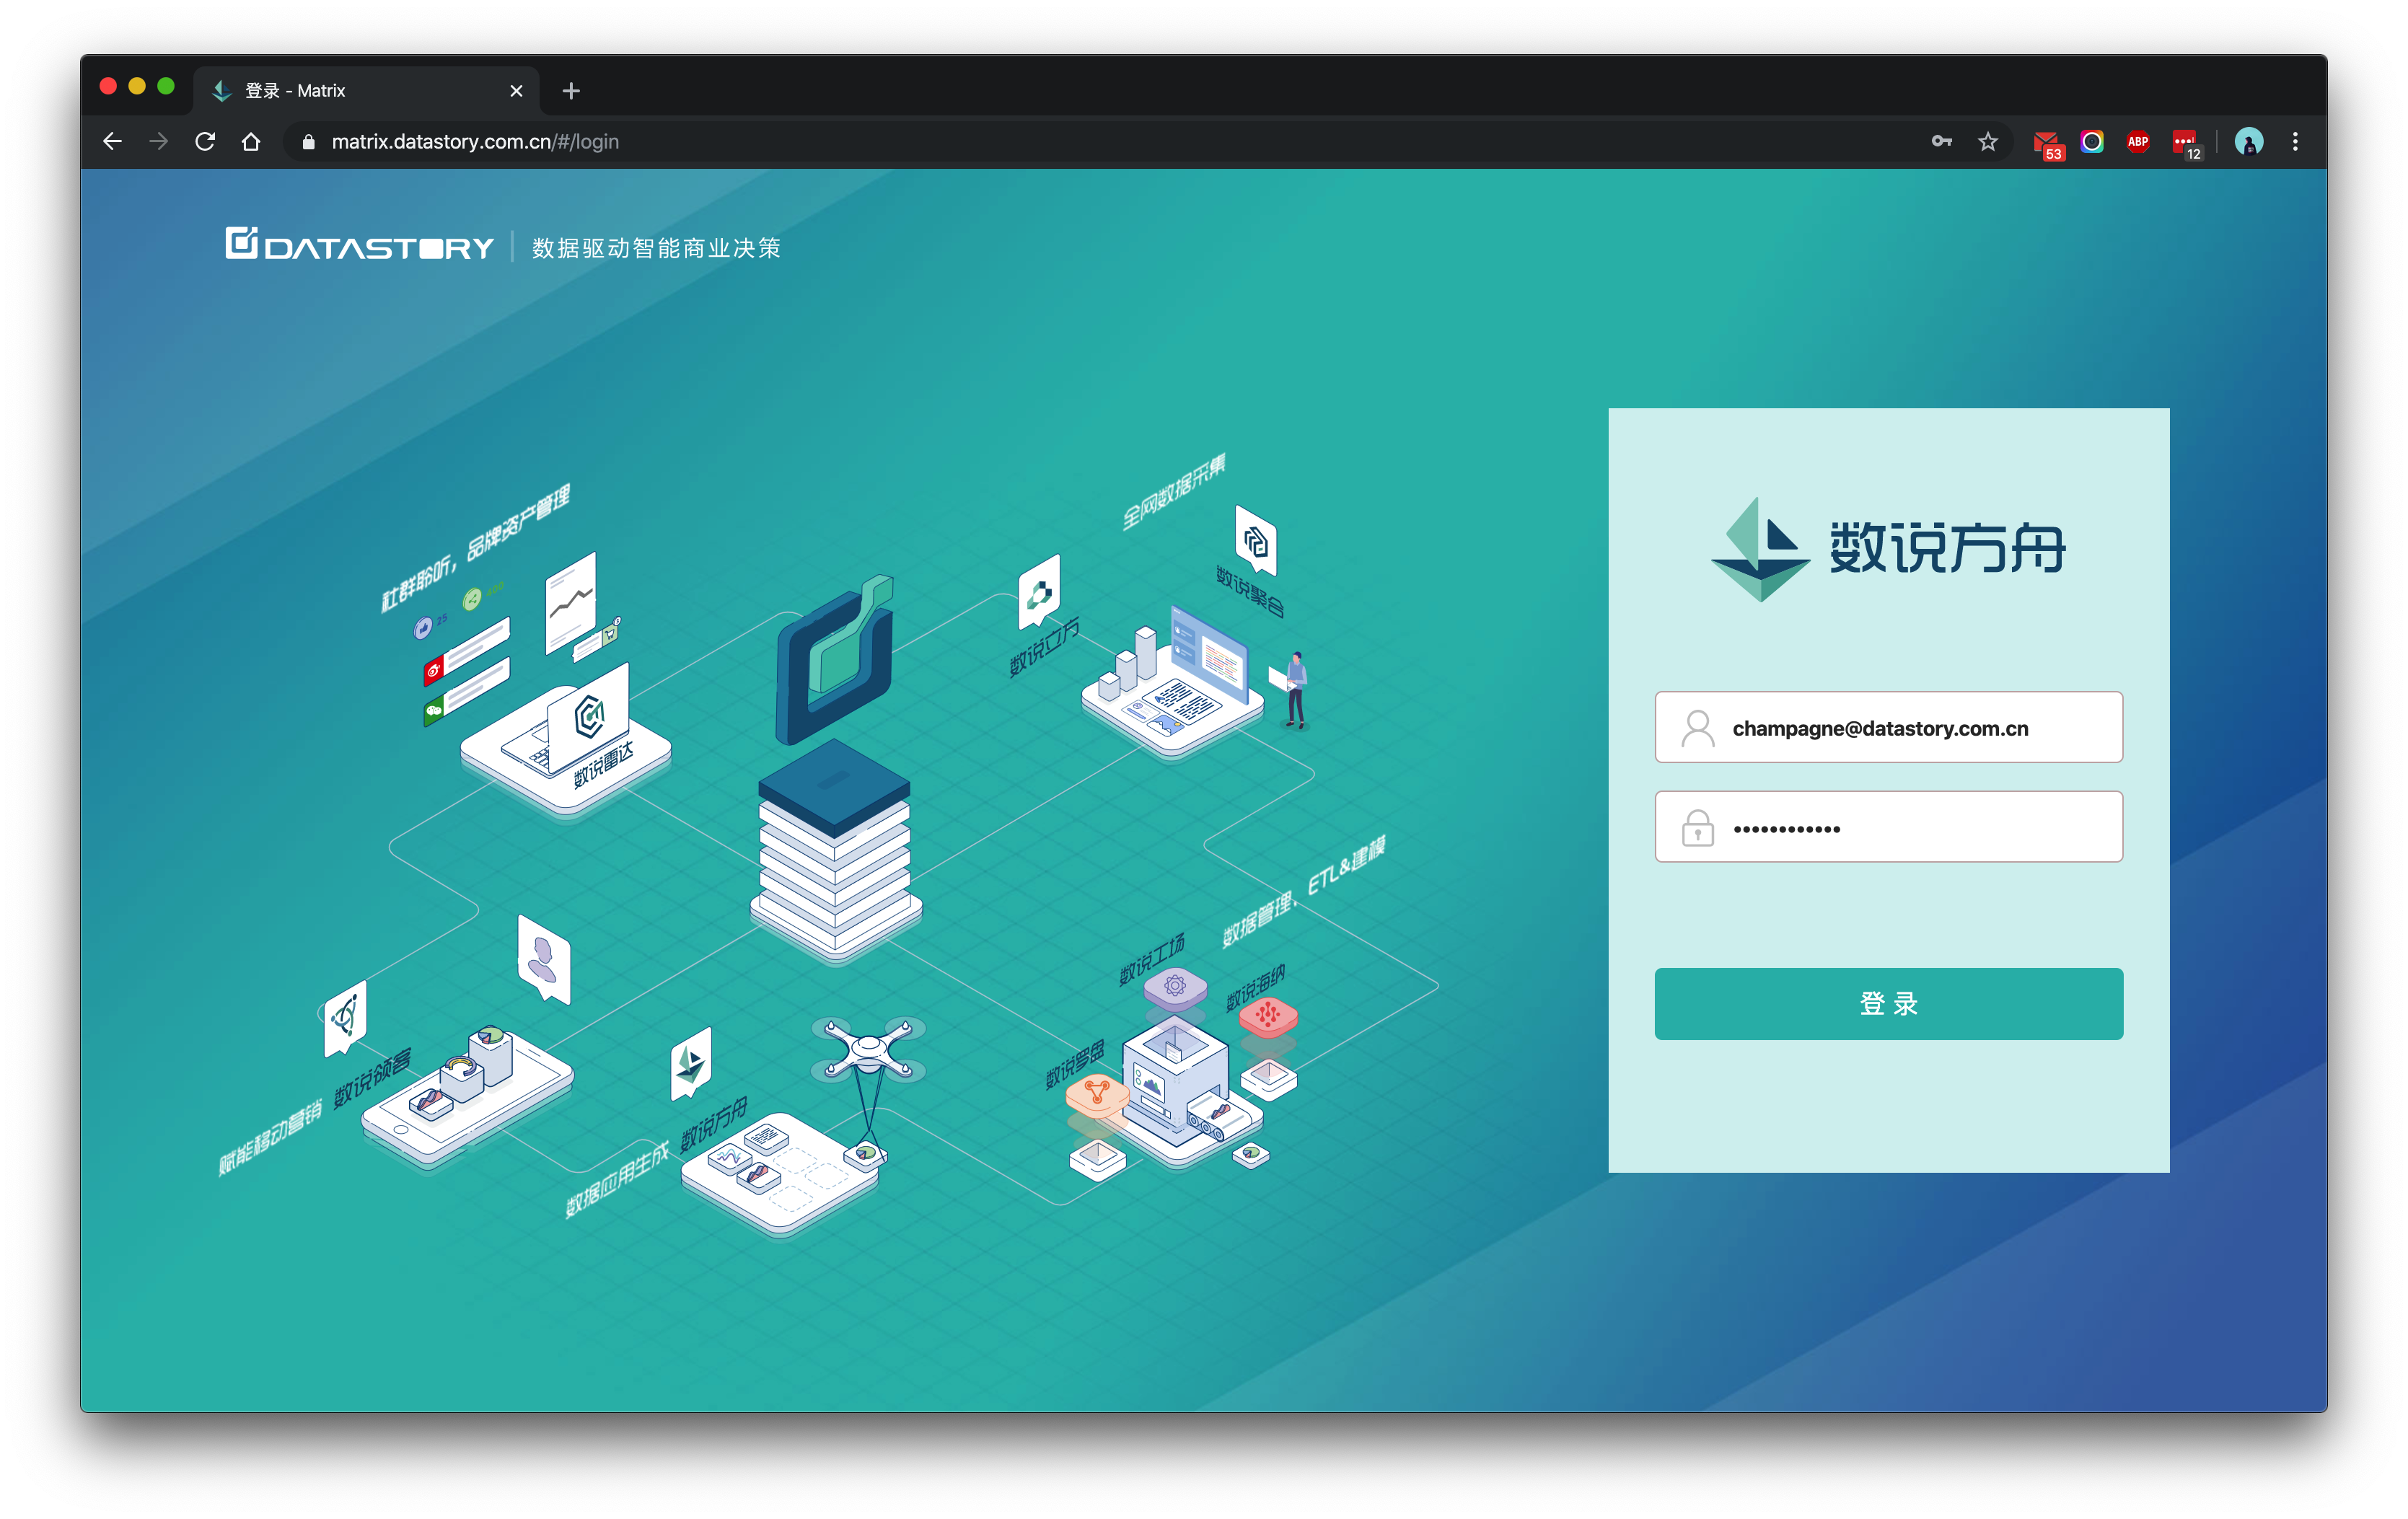 登录 - Matrix
matrix.datastory.com.cn/#/login
53
ABP
12
DATASTORY
数据驱动智能商业决策
全网数据采集
社群聆听，品牌资产管理
数说聚合
25
400
数说立方
数说雷达
数说方舟
champagne@datastory.com.cn
••••••••••••
登 录
数据管理、ETL&建模
数说工场
数说海纳
数说罗盘
数说领客
赋能移动营销
数说方舟
数据应用生成